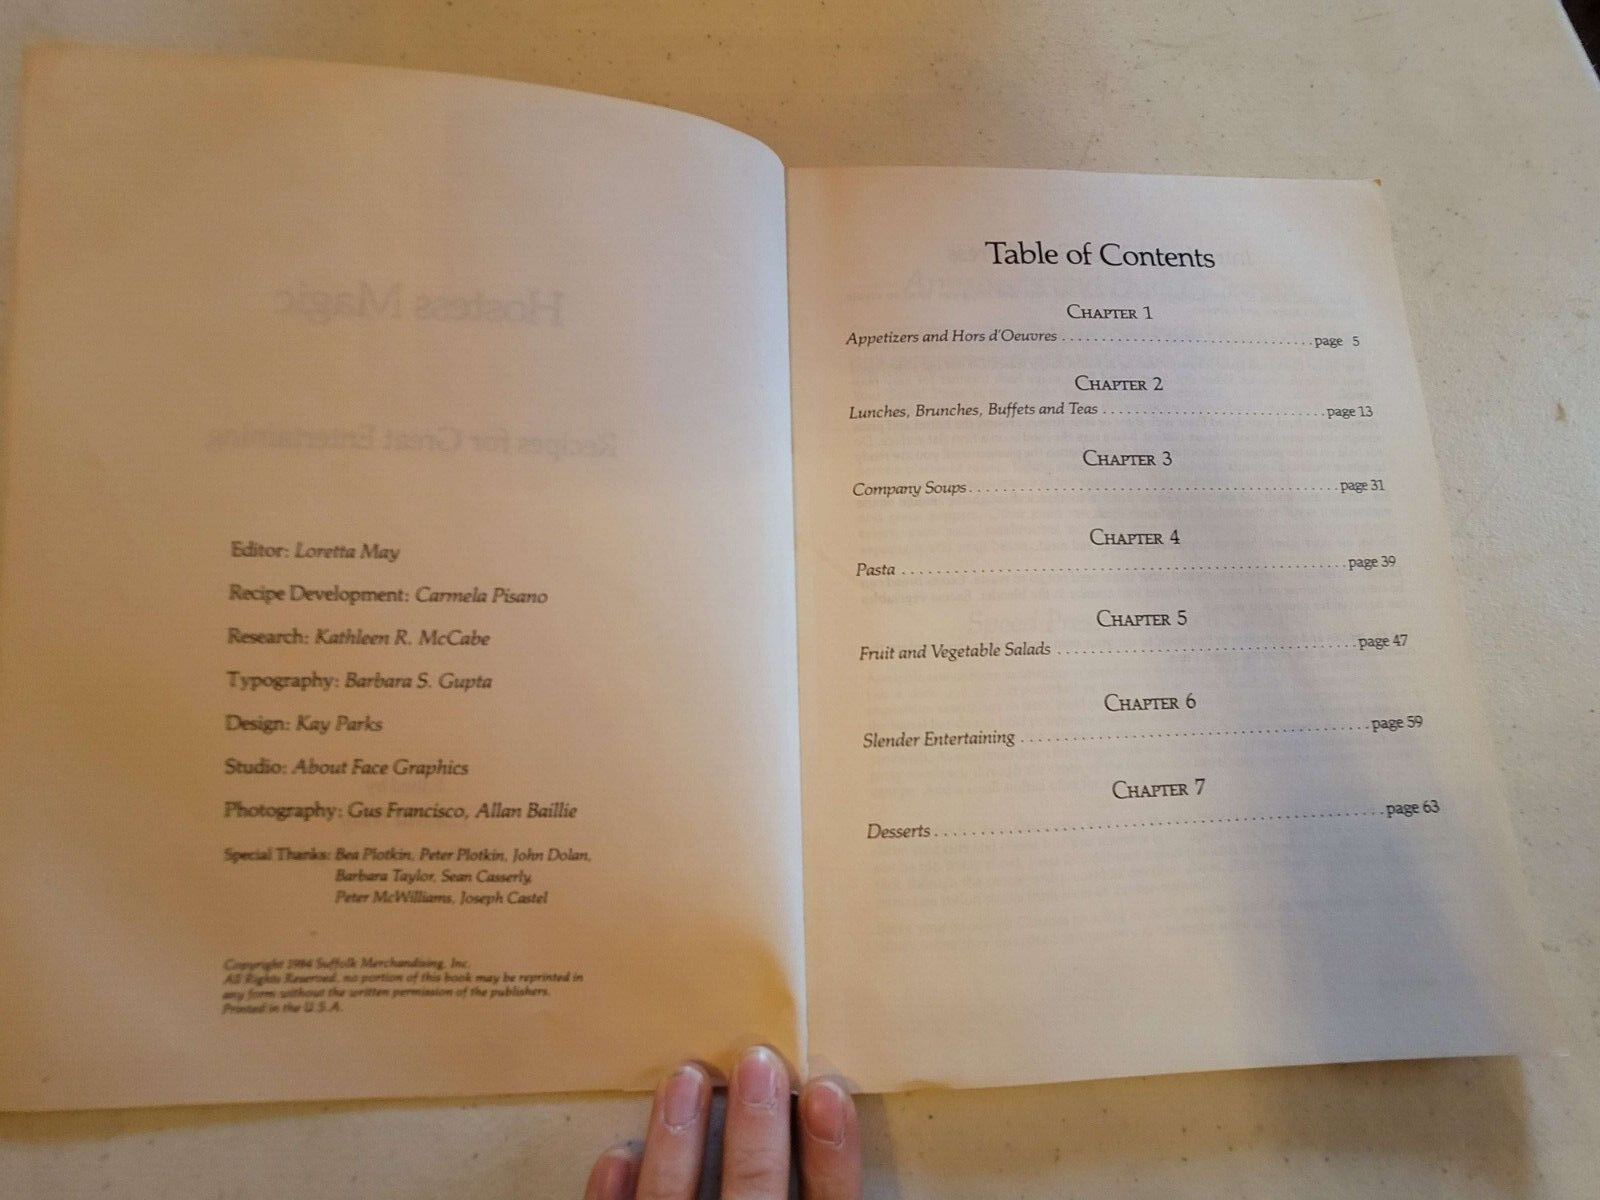 Hostess Magic
Recipes for Great Entertaining
Editor: Loretta May
Recipe Development: Carmela Pisano
Research: Kathleen R. McCabe
Typography: Barbara S. Gupta
Design: Kay Parks
Studio: About Face Graphics
Photography: Gus Francisco, Allan Baillie
Special Thanks: Bea Plotkin, Peter Plotkin, John Dolan,
Barbara Taylor, Sean Casserly,
Peter McWilliams, Joseph Castel
Copyright 1984 Suffolk Merchandising, Inc.
All Rights Reserved, no portion of this book may be reprinted in
any form without the written permission of the publishers.
Printed in the U.S.A.
Table of Contents
CHAPTER 1
Appetizers and Hors d'Oeuvres ............................... page 5
CHAPTER 2
Lunches, Brunches, Buffets and Teas ........................... page 13
CHAPTER 3
Company Soups ............................................. page 31
CHAPTER 4
Pasta ..................................................... page 39
CHAPTER 5
Fruit and Vegetable Salads .................................. page 47
CHAPTER 6
Slender Entertaining ........................................ page 59
CHAPTER 7
Desserts .................................................. page 63